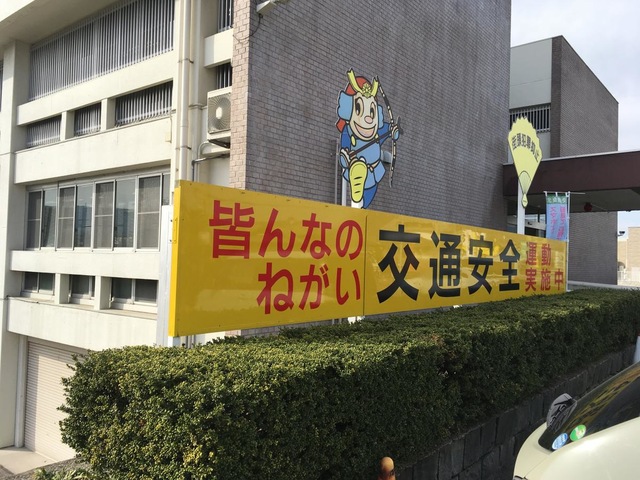 皆んなの
ねがい
交通安全
運動
実施中